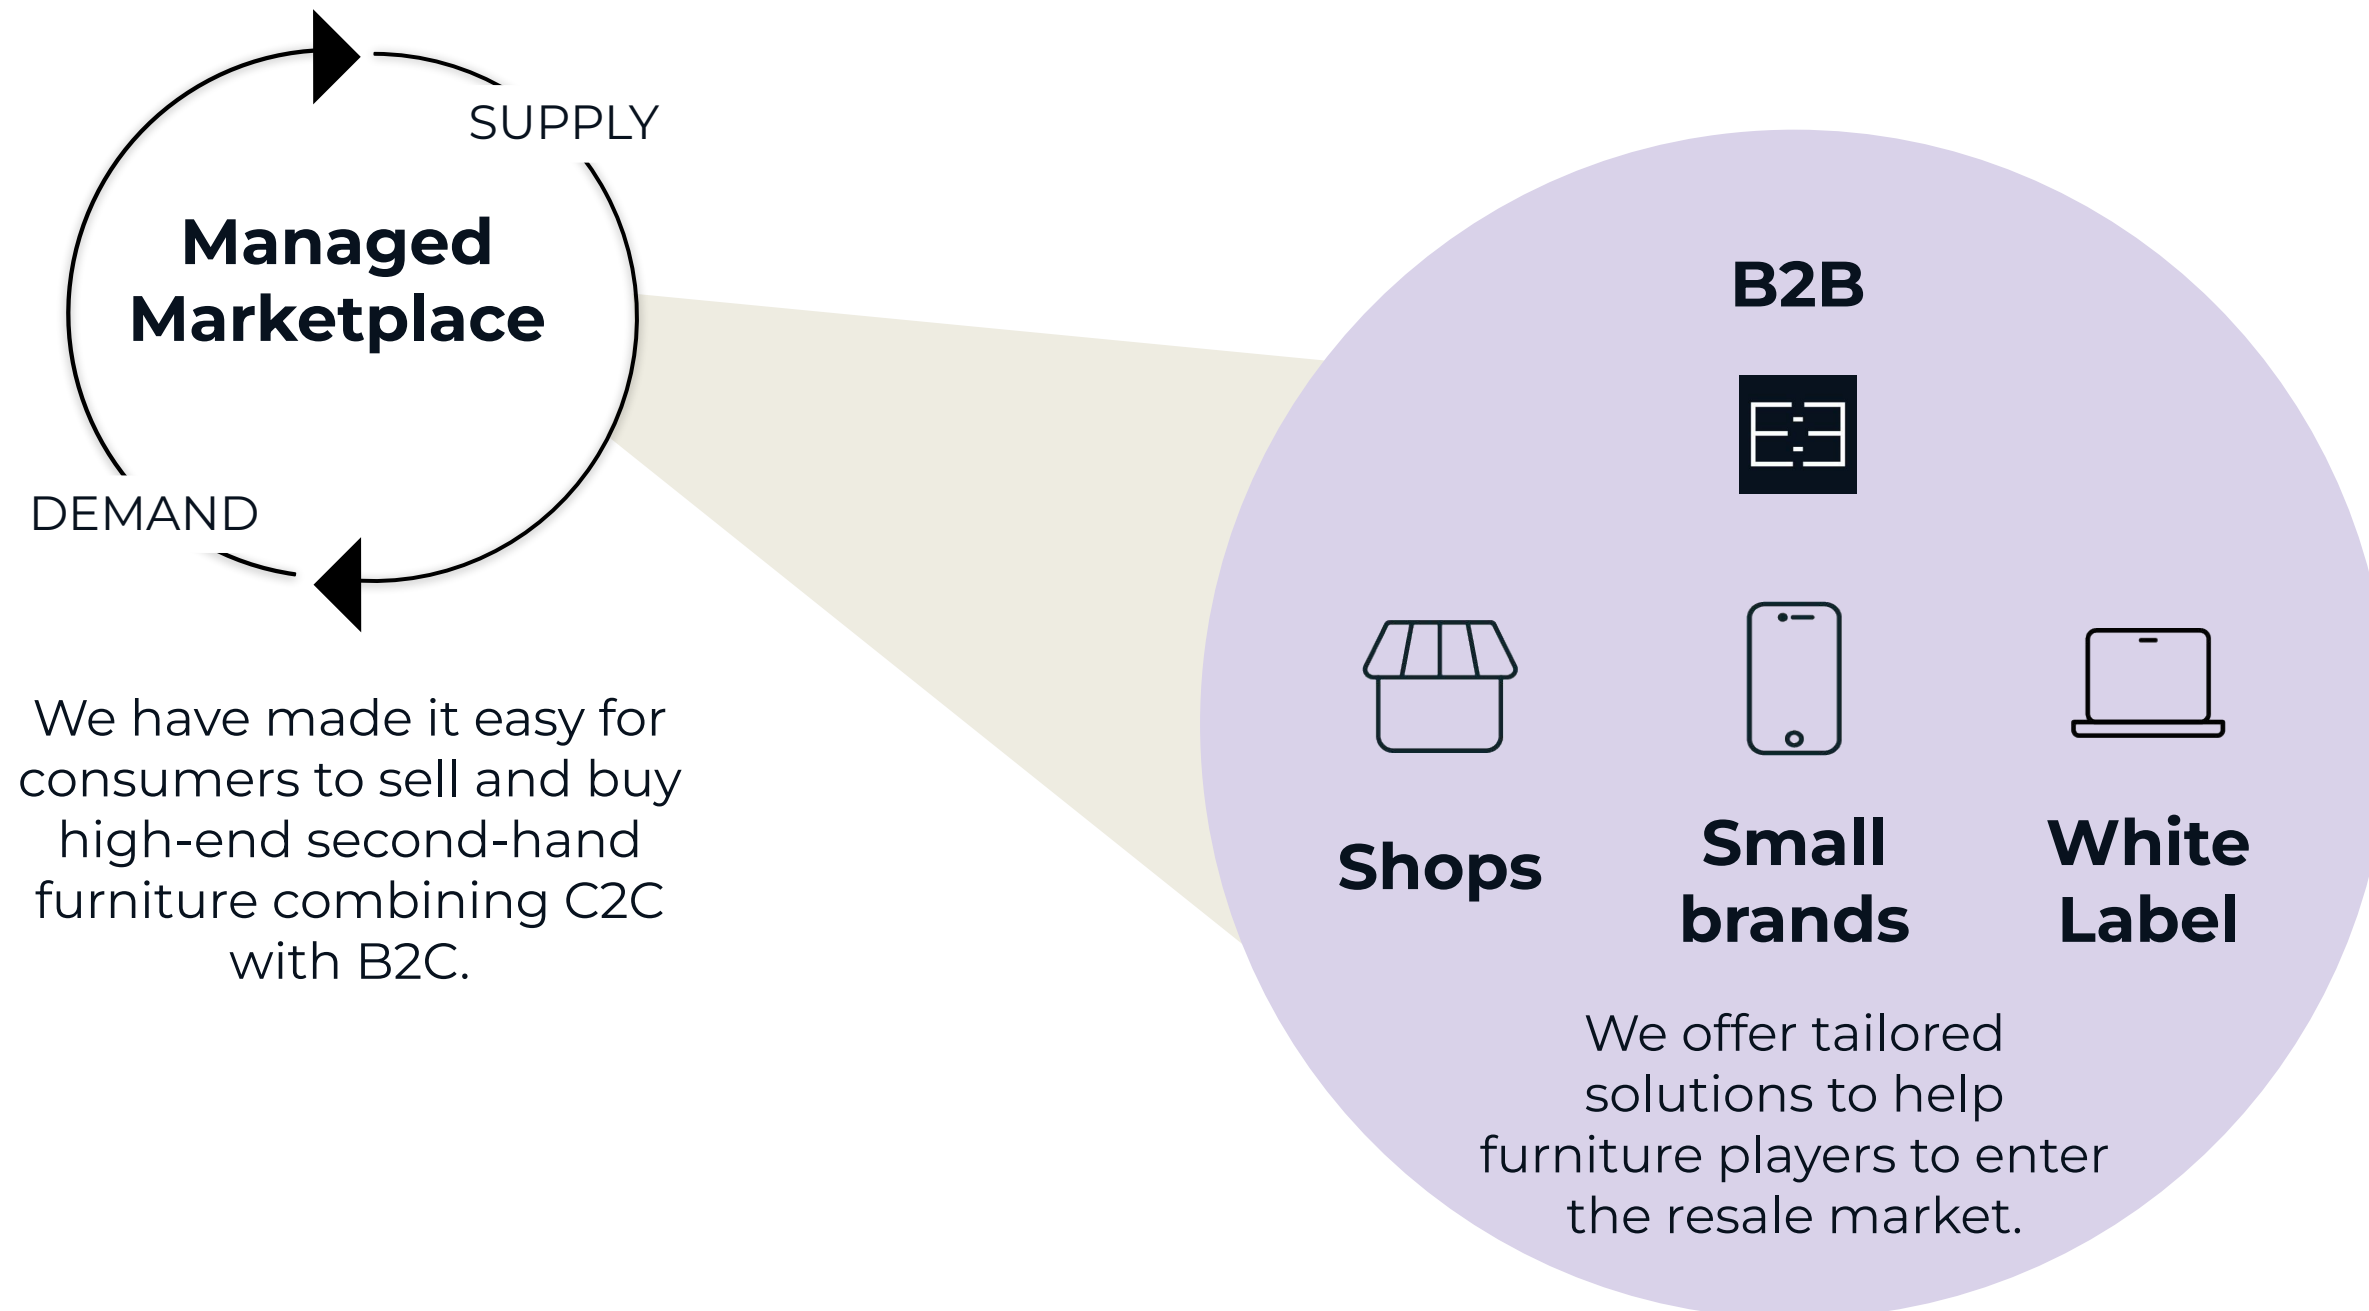 SUPPLY
Managed
Marketplace
DEMAND
We have made it easy for
consumers to sell and buy
high-end second-hand
furniture combining C2C
with B2C.
B2B
Shops
Small
brands
White
Label
We offer tailored
solutions to help
furniture players to enter
the resale market.